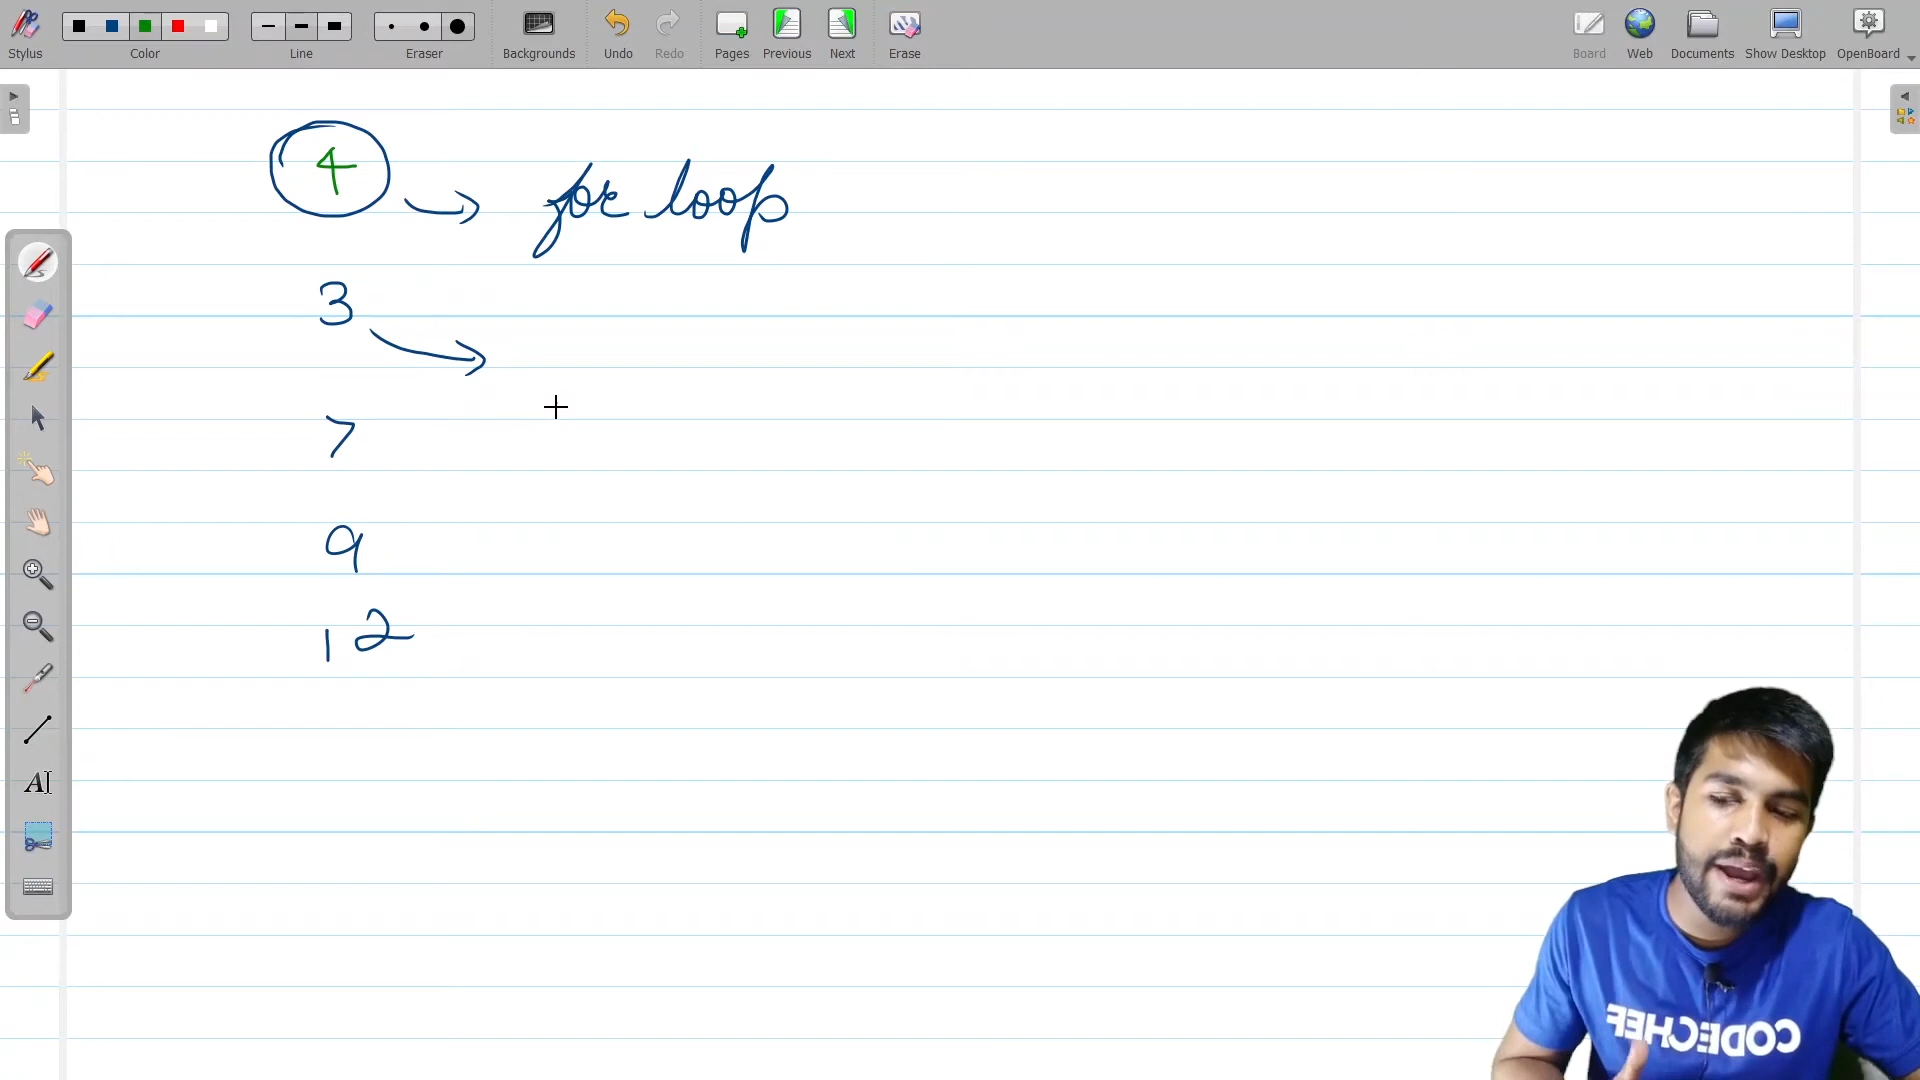 Stylus Color Line Eraser Backgrounds Undo Redo Pages Previous Next Erase Board Web Documents Show Desktop OpenBoard
4 → for loop
3 →
7
9
12
AI
CODECHEF